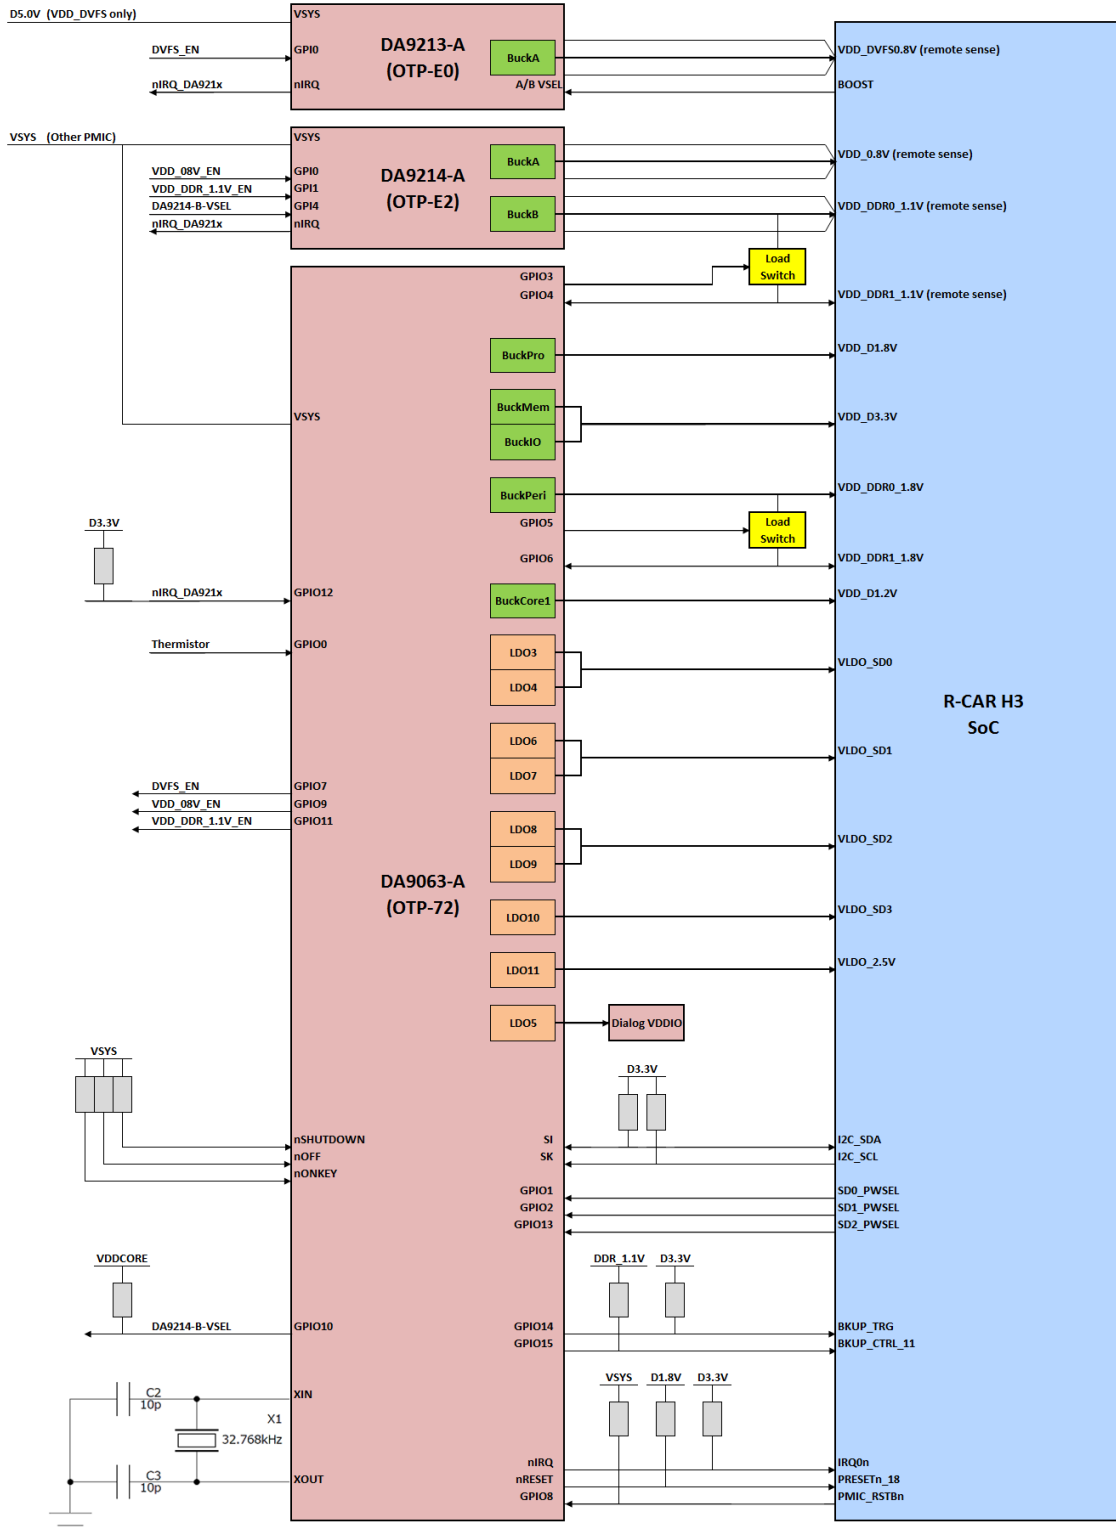 D5.0V (VDD_DVFS only)
VSYS
DVFS_EN
GPI0
nIRQ_DA921x
nIRQ
DA9213-A
(OTP-E0)
BuckA
A/B VSEL
VDD_DVFS0.8V (remote sense)
BOOST
VSYS (Other PMIC)
VSYS
VDD_08V_EN
GPI0
VDD_DDR_1.1V_EN
GPI1
DA9214-B-VSEL
GPI4
nIRQ_DA921x
nIRQ
DA9214-A
(OTP-E2)
BuckA
BuckB
VDD_0.8V (remote sense)
VDD_DDR0_1.1V (remote sense)
Load
Switch
GPIO3
GPIO4
VDD_DDR1_1.1V (remote sense)
BuckPro
VDD_D1.8V
BuckMem
BuckIO
VDD_D3.3V
VSYS
BuckPeri
VDD_DDR0_1.8V
GPIO5
Load
Switch
GPIO6
VDD_DDR1_1.8V
D3.3V
nIRQ_DA921x
GPIO12
BuckCore1
VDD_D1.2V
Thermistor
GPIO0
LDO3
LDO4
VLDO_SD0
R-CAR H3
SoC
LDO6
LDO7
VLDO_SD1
DVFS_EN
GPIO7
VDD_08V_EN
GPIO9
VDD_DDR_1.1V_EN
GPIO11
LDO8
LDO9
VLDO_SD2
DA9063-A
(OTP-72)
LDO10
VLDO_SD3
LDO11
VLDO_2.5V
LDO5
Dialog VDDIO
VSYS
nSHUTDOWN
nOFF
nONKEY
D3.3V
SI
SK
I2C_SDA
I2C_SCL
GPIO1
GPIO2
GPIO13
SD0_PWSEL
SD1_PWSEL
SD2_PWSEL
VDDCORE
DA9214-B-VSEL
GPIO10
DDR_1.1V
D3.3V
GPIO14
GPIO15
BKUP_TRG
BKUP_CTRL_11
C2
10p
XIN
X1
32.768kHz
C3
10p
XOUT
VSYS
D1.8V
D3.3V
nIRQ
nRESET
GPIO8
IRQ0n
PRESETn_18
PMIC_RSTBn